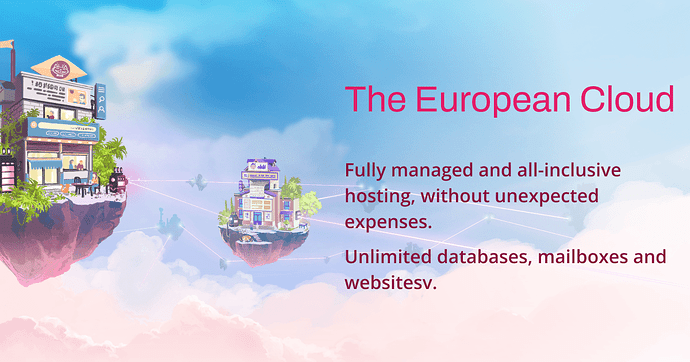 The European Cloud
Fully managed and all-inclusive
hosting, without unexpected
expenses.
Unlimited databases, mailboxes and
websitesv.